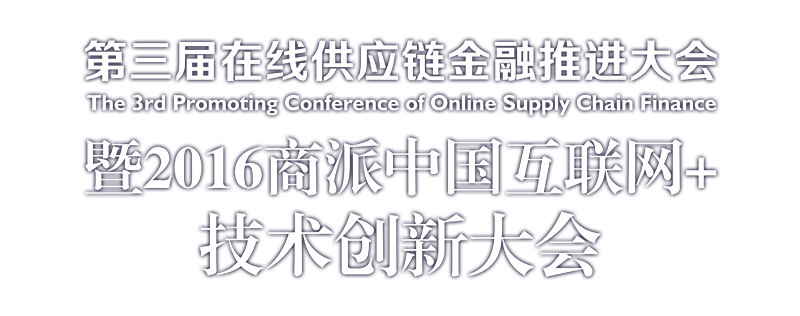 第三届在线供应链金融推进大会
The 3rd Promoting Conference of Online Supply Chain Finance
暨2016商派中国互联网+
技术创新大会